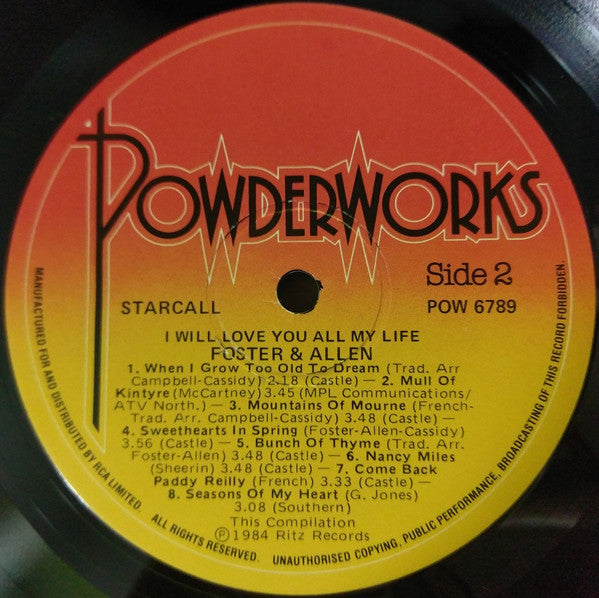 POWDERWORKS
Side 2
STARCALL
POW 6789
I WILL LOVE YOU ALL MY LIFE
FOSTER & ALLEN
1. When I Grow Too Old To Dream (Trad. Arr
Campbell-Cassidy) 2.18 (Castle) — 2. Mull Of
Kintyre (McCartney) 3.45 (MPL Communications/
ATV North.) — 3. Mountains Of Mourne (French-
Trad. Arr. Campbell-Cassidy) 3.48 (Castle) —
4. Sweethearts In Spring (Foster-Allen-Cassidy)
3.56 (Castle) — 5. Bunch Of Thyme (Trad. Arr.
Foster-Allen) 3.48 (Castle) — 6. Nancy Miles
(Sheerin) 3.48 (Castle) — 7. Come Back
Paddy Reilly (French) 3.33 (Castle) —
8. Seasons Of My Heart (G. Jones)
3.08 (Southern)
This Compilation
Ⓟ 1984 Ritz Records
MANUFACTURED FOR AND DISTRIBUTED BY RCA LIMITED. ALL RIGHTS RESERVED. UNAUTHORISED COPYING, PUBLIC PERFORMANCE, BROADCASTING OF THIS RECORD FORBIDDEN.